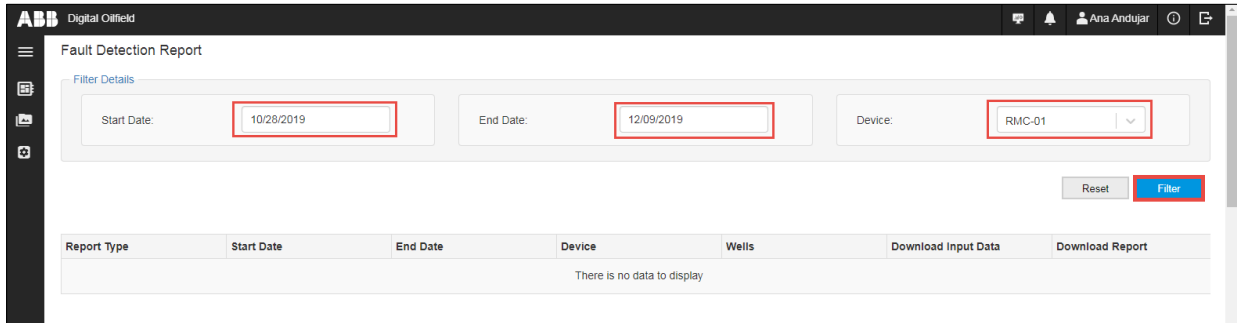 ABB Digital Oilfield Ana Andujar
Fault Detection Report
Filter Details
Start Date: 10/28/2019 End Date: 12/09/2019 Device: RMC-01
Reset Filter
Report Type Start Date End Date Device Wells Download Input Data Download Report
There is no data to display